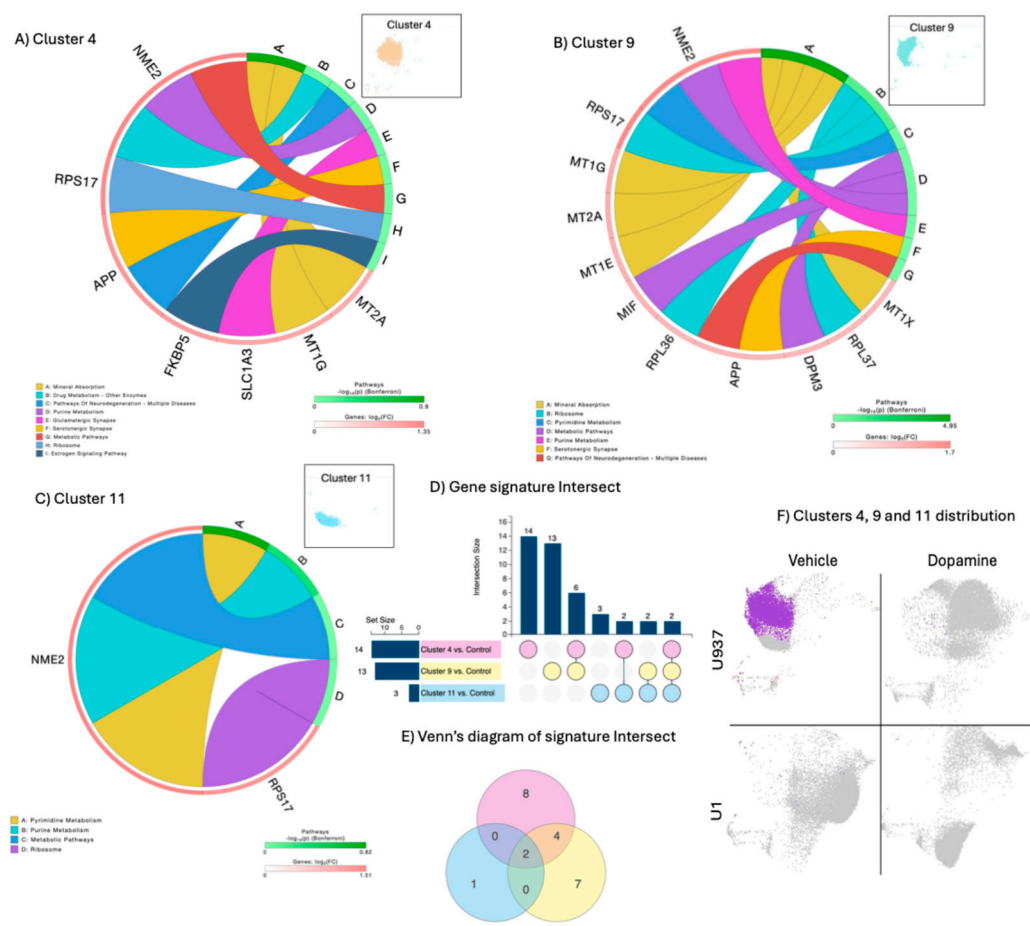 A) Cluster 4
Cluster 4
NME2
RPS17
APP
FKBP5
SLC1A3
MT1G
MT2A
A
B
C
D
E
F
G
H
I
A: Mineral Absorption
B: Drug Metabolism - Other Enzymes
C: Pathways Of Neurodegeneration - Multiple Diseases
D: Purine Metabolism
E: Glutamatergic Synapse
F: Serotonergic Synapse
G: Metabolic Pathways
H: Ribosome
I: Estrogen Signaling Pathway
Pathways
-log₁₀(p) (Bonferroni)
0 0.9
Genes: log₂(FC)
0 1.35
B) Cluster 9
Cluster 9
NME2
RPS17
MT1G
MT2A
MT1E
MIF
RPL36
APP
DPM3
RPL37
MT1X
A
B
C
D
E
F
G
A: Mineral Absorption
B: Ribosome
C: Pyrimidine Metabolism
D: Metabolic Pathways
E: Purine Metabolism
F: Serotonergic Synapse
G: Pathways Of Neurodegeneration - Multiple Diseases
Pathways
-log₁₀(p) (Bonferroni)
0 4.95
Genes: log₂(FC)
0 1.7
C) Cluster 11
Cluster 11
NME2
RPS17
A
B
C
D
A: Pyrimidine Metabolism
B: Purine Metabolism
C: Metabolic Pathways
D: Ribosome
Pathways
-log₁₀(p) (Bonferroni)
0 0.82
Genes: log₂(FC)
0 1.51
D) Gene signature Intersect
Intersection Size
16
14
12
10
8
6
4
2
0
14 13 6 3 2 2 2
Set Size
10 5 0
14 Cluster 4 vs. Control
13 Cluster 9 vs. Control
3 Cluster 11 vs. Control
E) Venn's diagram of signature Intersect
8
0 4
2
1 0 7
F) Clusters 4, 9 and 11 distribution
Vehicle Dopamine
U937
U1